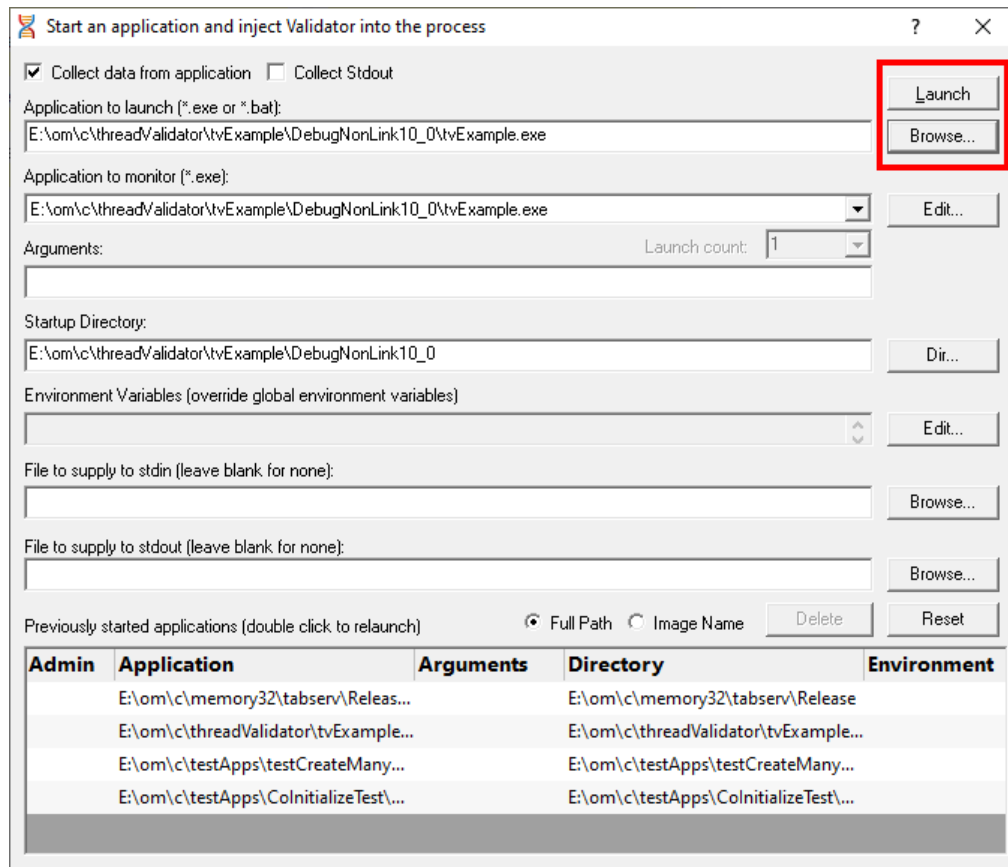 Start an application and inject Validator into the process
?
Collect data from application
Collect Stdout
Launch
Application to launch (*.exe or *.bat):
E:\om\c\threadValidator\tvExample\DebugNonLink10_0\tvExample.exe
Browse...
Application to monitor (*.exe):
E:\om\c\threadValidator\tvExample\DebugNonLink10_0\tvExample.exe
Edit...
Arguments:
Launch count:
1
Startup Directory:
E:\om\c\threadValidator\tvExample\DebugNonLink10_0
Dir...
Environment Variables (override global environment variables)
Edit...
File to supply to stdin (leave blank for none):
Browse...
File to supply to stdout (leave blank for none):
Browse...
Previously started applications (double click to relaunch)
Full Path
Image Name
Delete
Reset
Admin Application Arguments Directory Environment
E:\om\c\memory32\tabserv\Releas... E:\om\c\memory32\tabserv\Release
E:\om\c\threadValidator\tvExample... E:\om\c\threadValidator\tvExample...
E:\om\c\testApps\testCreateMany... E:\om\c\testApps\testCreateMany...
E:\om\c\testApps\CoInitializeTest\... E:\om\c\testApps\CoInitializeTest\...